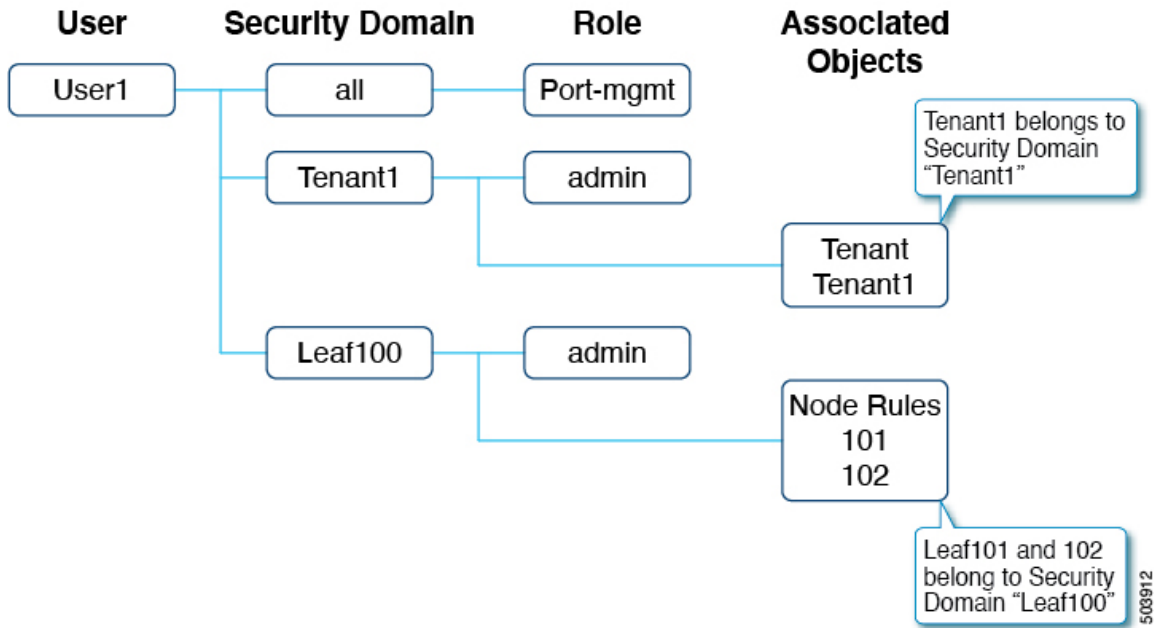 User
Security Domain
Role
Associated
Objects
User1
all
Port-mgmt
Tenant1 belongs to
Security Domain
“Tenant1”
Tenant1
admin
Tenant
Tenant1
Leaf100
admin
Node Rules
101
102
Leaf101 and 102
belong to Security
Domain “Leaf100”
503912